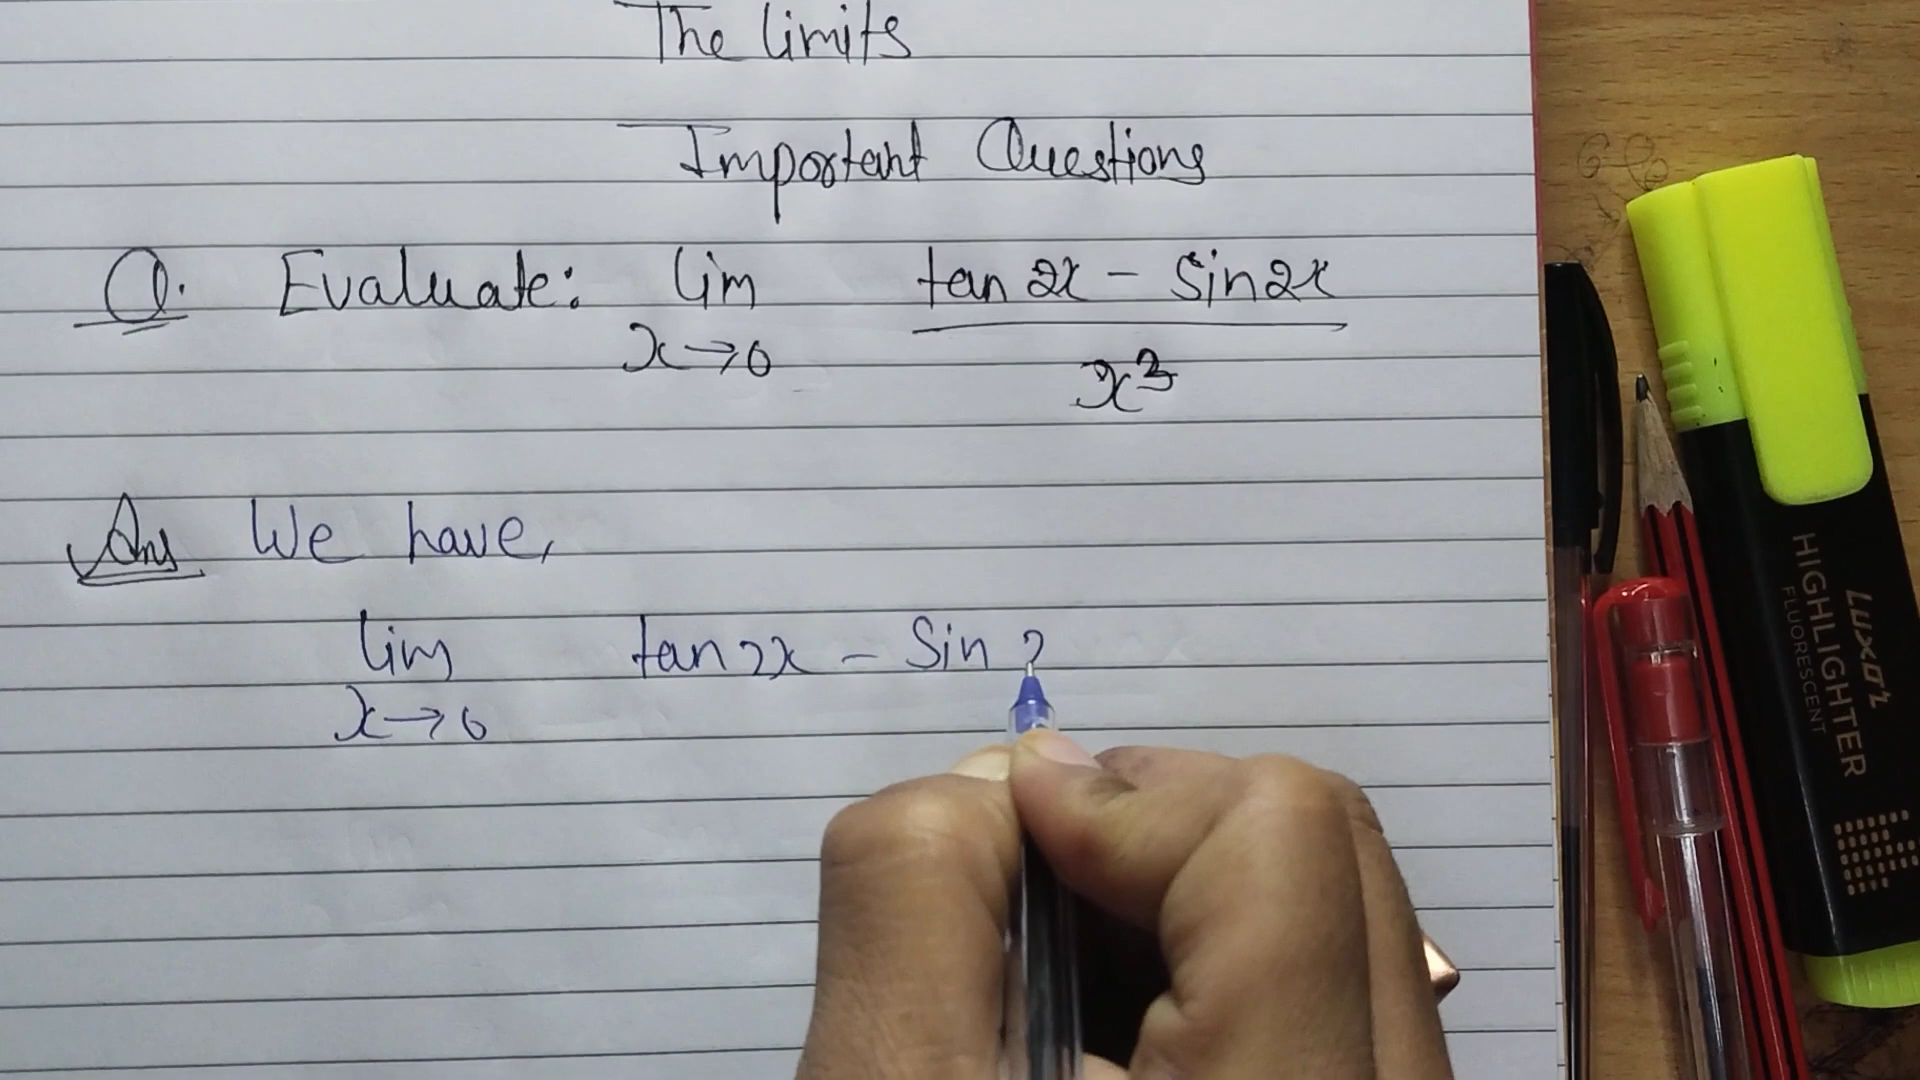 The limits
Important Questions
Q. Evaluate: lim x→0 tan 2x - Sin 2x / x³
Ans We have,
lim x→0 tan 2x - Sin 2
LUXOR
HIGHLIGHTER
FLUORESCENT